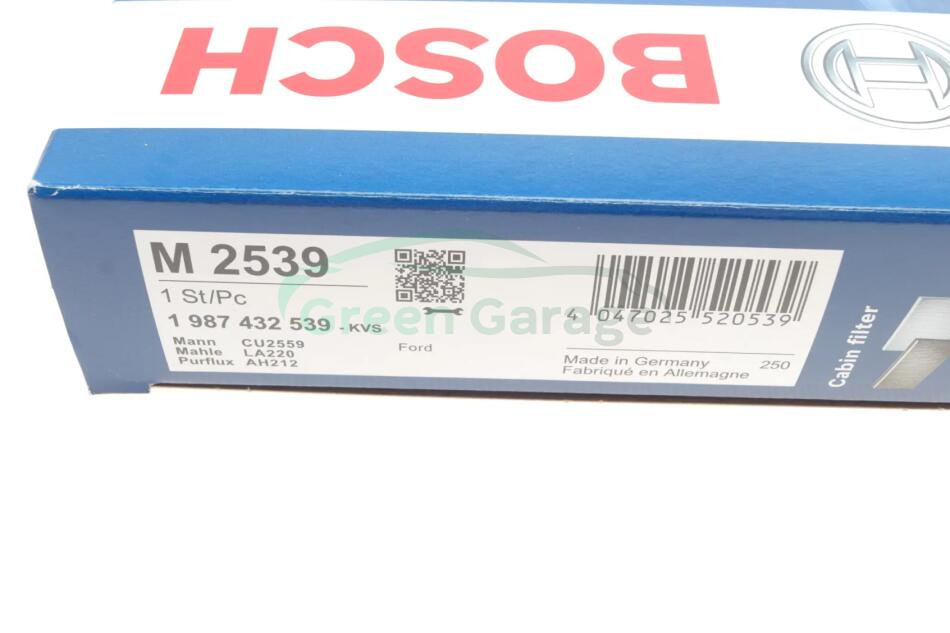 BOSCH
M 2539
1 St/Pc
1 987 432 539 - KVS
Mann CU2559
Mahle LA220
Purflux AH212
Ford
4 047025 520539
Made in Germany
Fabriqué en Allemagne
250
Cabin filter
Green Garage